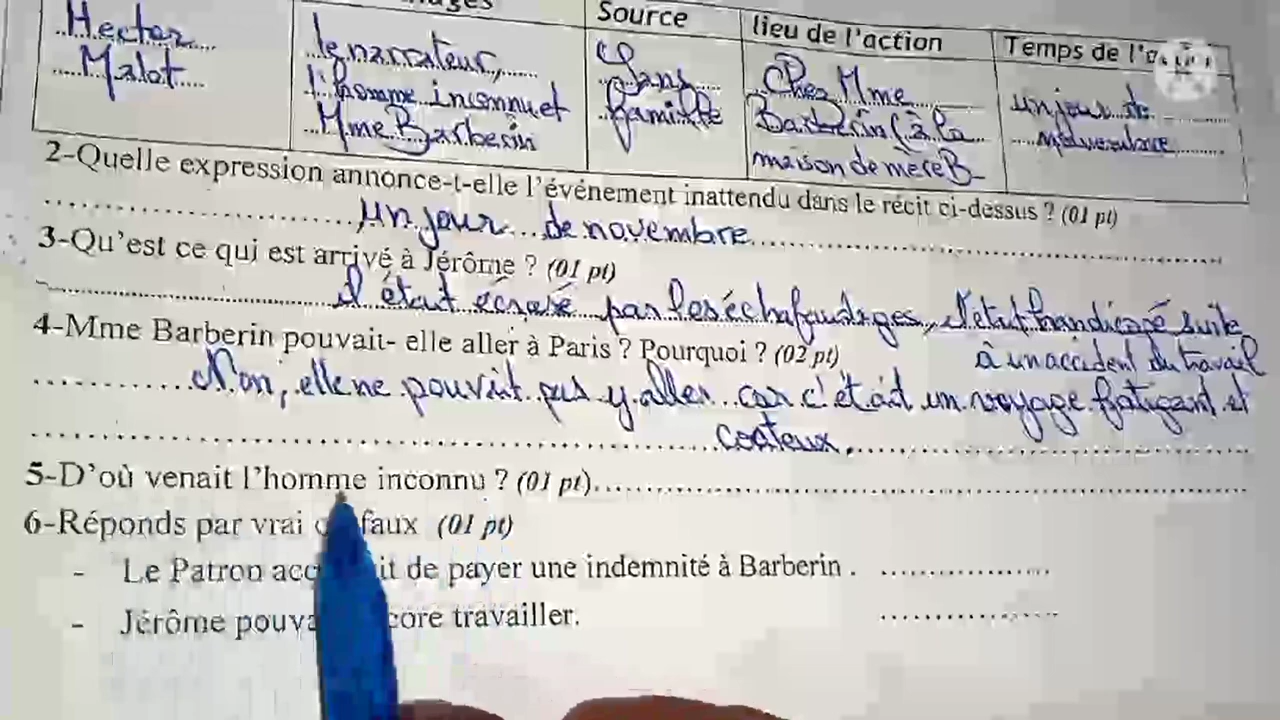 Source lieu de l'action Temps de l'
Hector le narrateur, Sans Chez Mme un jour de
Malot l'homme inconnu et famille Barberin (à la
Mme Barberin maison de mère B-
2-Quelle expression annonce-t-elle l'événement inattendu dans le récit ci-dessus ? (01 pt)
un jour de novembre
3-Qu'est ce qui est arrivé à Jérôme ? (01 pt)
il était écrasé par les échafaudages, il était handicapé suite
à un accident du travail
4-Mme Barberin pouvait- elle aller à Paris ? Pourquoi ? (02 pt)
Non, elle ne pouvait pas y aller car c'était un voyage fatigant et
coûteux.
5-D'où venait l'homme inconnu ? (01 pt)
6-Réponds par vrai faux (01 pt)
- Le Patron de payer une indemnité à Barberin .
- Jérôme travailler.